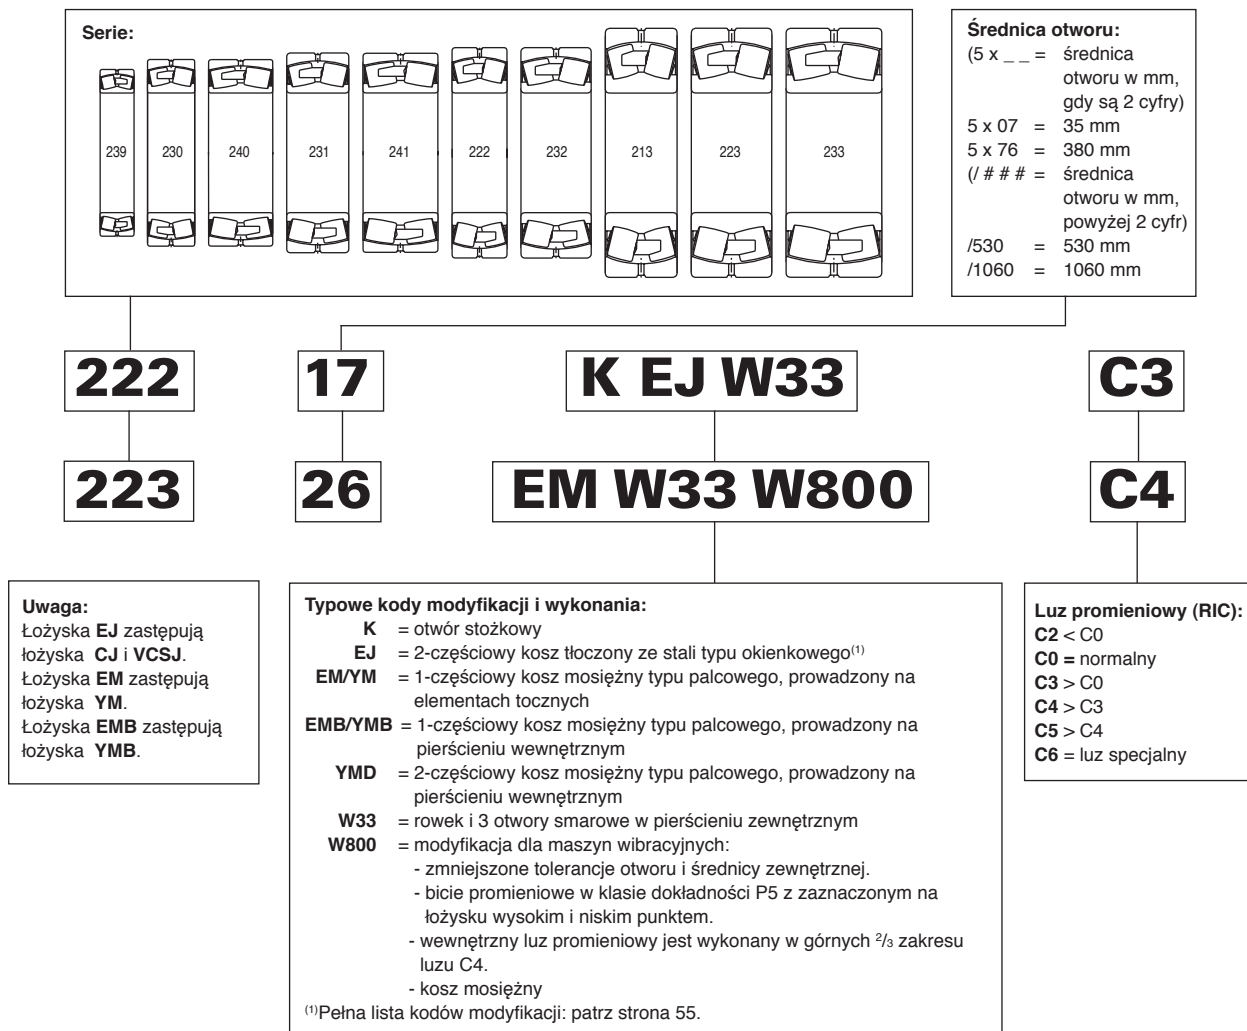 Serie:
239 230 240 231 241 222 232 213 223 233
Średnica otworu:
(5 x _ _ = średnica
otworu w mm,
gdy są 2 cyfry)
5 x 07 = 35 mm
5 x 76 = 380 mm
(/ # # # = średnica
otworu w mm,
powyżej 2 cyfr)
/530 = 530 mm
/1060 = 1060 mm
222 17 K EJ W33 C3
223 26 EM W33 W800 C4
Uwaga:
Łożyska EJ zastępują
łożyska CJ i VCSJ.
Łożyska EM zastępują
łożyska YM.
Łożyska EMB zastępują
łożyska YMB.
Typowe kody modyfikacji i wykonania:
K = otwór stożkowy
EJ = 2-częściowy kosz tłoczony ze stali typu okienkowego(1)
EM/YM = 1-częściowy kosz mosiężny typu palcowego, prowadzony na
elementach tocznych
EMB/YMB = 1-częściowy kosz mosiężny typu palcowego, prowadzony na
pierścieniu wewnętrznym
YMD = 2-częściowy kosz mosiężny typu palcowego, prowadzony na
pierścieniu wewnętrznym
W33 = rowek i 3 otwory smarowe w pierścieniu zewnętrznym
W800 = modyfikacja dla maszyn wibracyjnych:
- zmniejszone tolerancje otworu i średnicy zewnętrznej.
- bicie promieniowe w klasie dokładności P5 z zaznaczonym na
łożysku wysokim i niskim punktem.
- wewnętrzny luz promieniowy jest wykonany w górnych 2/3 zakresu
luzu C4.
- kosz mosiężny
(1)Pełna lista kodów modyfikacji: patrz strona 55.
Luz promieniowy (RIC):
C2 < C0
C0 = normalny
C3 > C0
C4 > C3
C5 > C4
C6 = luz specjalny